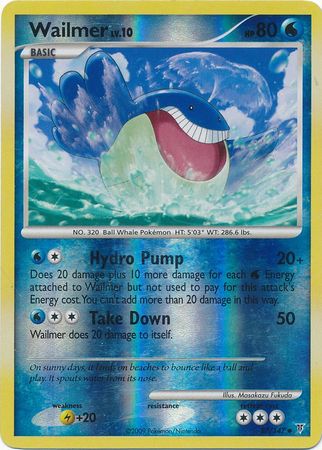 Wailmer LV.10 HP 80
BASIC
NO. 320 Ball Whale Pokémon HT: 5'03" WT: 286.6 lbs.
Hydro Pump 20+
Does 20 damage plus 10 more damage for each Energy
attached to Wailmer but not used to pay for this attack's
Energy cost. You can't add more than 20 damage in this way.
Take Down 50
Wailmer does 20 damage to itself.
On sunny days, it lands on beaches to bounce like a ball and
play. It spouts water from its nose.
Illus. Masakazu Fukuda
weakness resistance retreat cost
+20
©2009 Pokémon/Nintendo